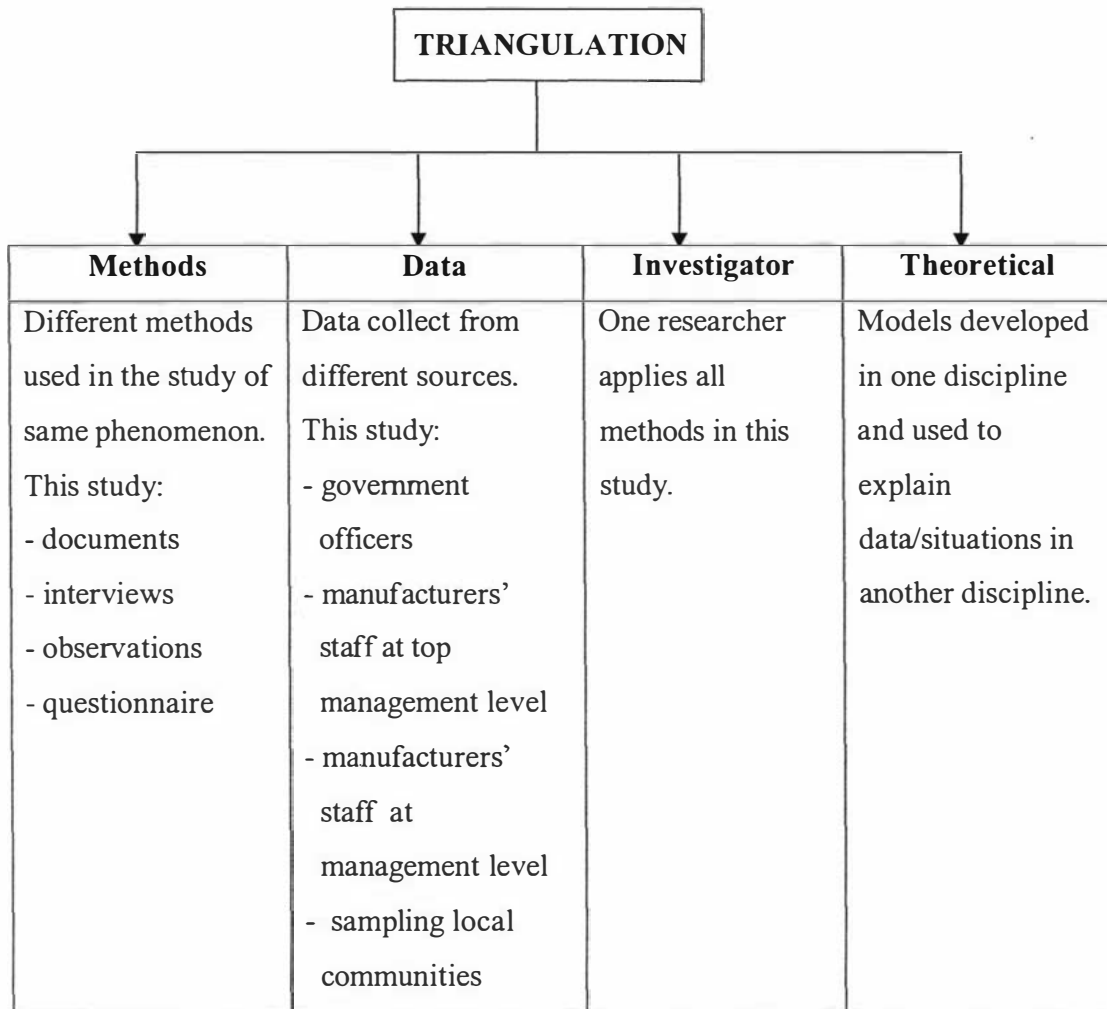 TRIANGULATION
Methods
Different methods
used in the study of
same phenomenon.
This study:
- documents
- interviews
- observations
- questionnaire
Data
Data collect from
different sources.
This study:
- government
officers
- manufacturers'
staff at top
management level
- manufacturers'
staff at
management level
- sampling local
communities
Investigator
One researcher
applies all
methods in this
study.
Theoretical
Models developed
in one discipline
and used to
explain
data/situations in
another discipline.